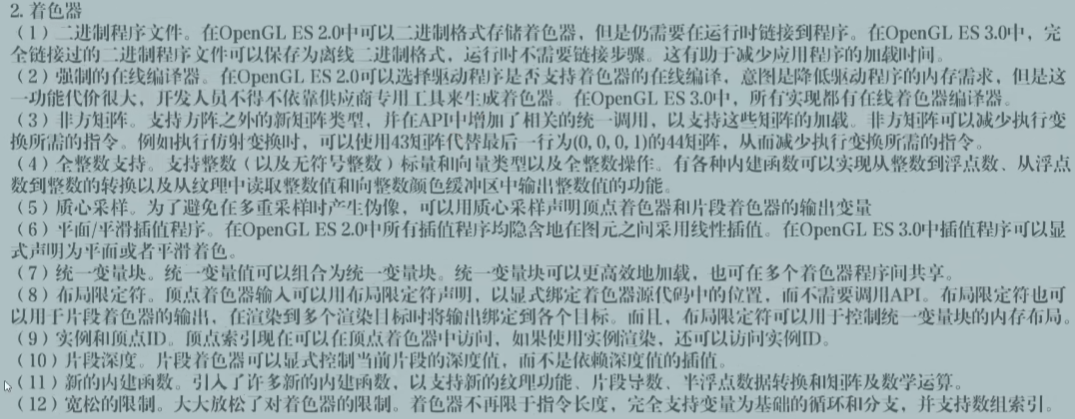 2. 着色器
（1）二进制程序文件。在OpenGL ES 2.0中可以二进制格式存储着色器，但是仍需要在运行时链接到程序。在OpenGL ES 3.0中，完
全链接过的二进制程序文件可以保存为离线二进制格式，运行时不需要链接步骤。这有助于减少应用程序的加载时间。
（2）强制的在线编译器。在OpenGL ES 2.0可以选择驱动程序是否支持着色器的在线编译，意图是降低驱动程序的内存需求，但是这
一功能代价很大，开发人员不得不依靠供应商专用工具来生成着色器。在OpenGL ES 3.0中，所有实现都有在线着色器编译器。
（3）非方矩阵。支持方阵之外的新矩阵类型，并在API中增加了相关的统一调用，以支持这些矩阵的加载。非方矩阵可以减少执行变
换所需的指令。例如执行仿射变换时，可以使用43矩阵代替最后一行为(0, 0, 0, 1)的44矩阵，从而减少执行变换所需的指令。
（4）全整数支持。支持整数（以及无符号整数）标量和向量类型以及全整数操作。有各种内建函数可以实现从整数到浮点数、从浮点
数到整数的转换以及从纹理中读取整数值和向整数颜色缓冲区中输出整数值的功能。
（5）质心采样。为了避免在多重采样时产生伪像，可以用质心采样声明顶点着色器和片段着色器的输出变量
（6）平面/平滑插值程序。在OpenGL ES 2.0中所有插值程序均隐含地在图元之间采用线性插值。在OpenGL ES 3.0中插值程序可以显
式声明为平面或者平滑着色。
（7）统一变量块。统一变量值可以组合为统一变量块。统一变量块可以更高效地加载，也可在多个着色器程序间共享。
（8）布局限定符。顶点着色器输入可以用布局限定符声明，以显式绑定着色器源代码中的位置，而不需要调用API。布局限定符也可
以用于片段着色器的输出，在渲染到多个渲染目标时将输出绑定到各个目标。而且，布局限定符可以用于控制统一变量块的内存布局。
（9）实例和顶点ID。顶点索引现在可以在顶点着色器中访问，如果使用实例渲染，还可以访问实例ID。
（10）片段深度。片段着色器可以显式控制当前片段的深度值，而不是依赖深度值的插值。
（11）新的内建函数。引入了许多新的内建函数，以支持新的纹理功能、片段导数、半浮点数据转换和矩阵及数学运算。
（12）宽松的限制。大大放松了对着色器的限制。着色器不再限于指令长度，完全支持变量为基础的循环和分支，并支持数组索引。